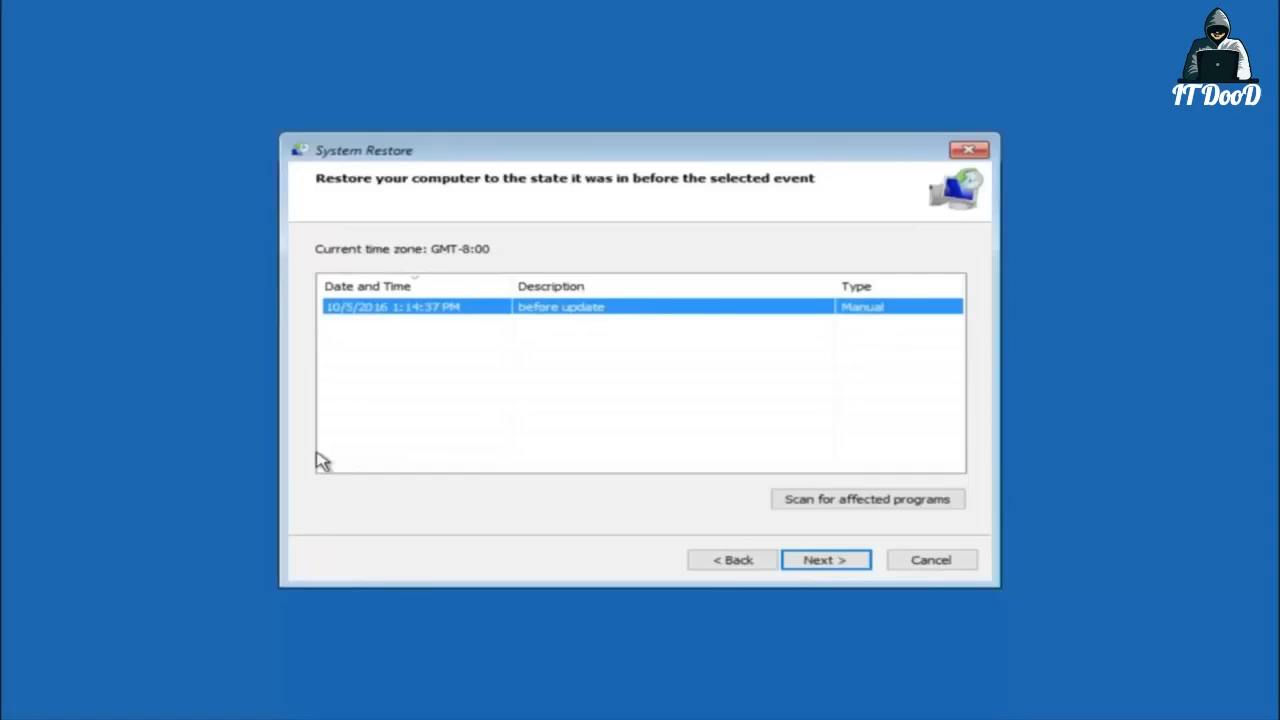 IT DooD
System Restore
Restore your computer to the state it was in before the selected event
Current time zone: GMT-8:00
Date and Time Description Type
10/5/2016 1:14:37 PM before update Manual
Scan for affected programs
< Back Next > Cancel